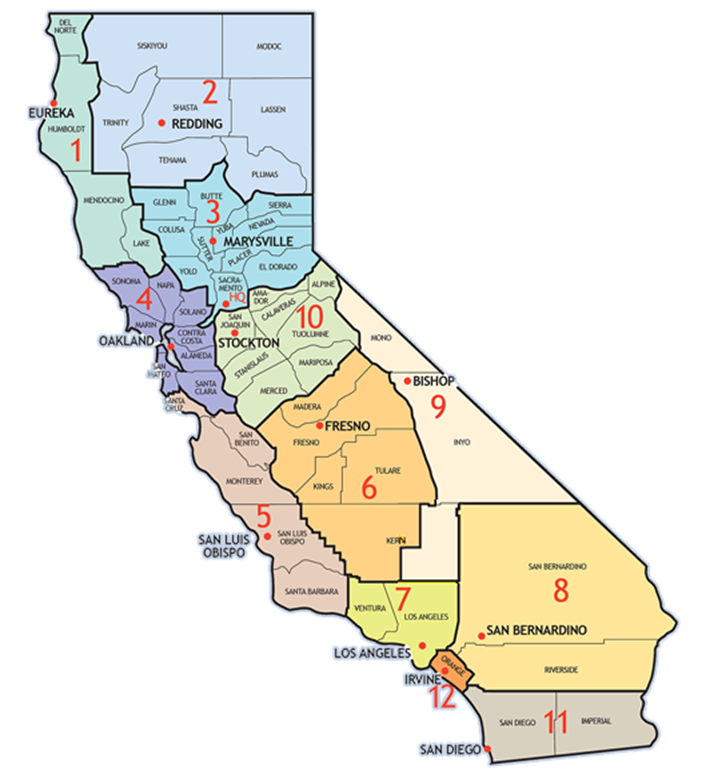 DEL
NORTE
SISKIYOU
MODOC
2
SHASTA
LASSEN
EUREKA
REDDING
TRINITY
HUMBOLDT
1
TEHAMA
PLUMAS
MENDOCINO
GLENN
BUTTE
SIERRA
3
COLUSA
YUBA
NEVADA
SUTTER
MARYSVILLE
LAKE
PLACER
YOLO
EL DORADO
SONOMA
NAPA
SACRA-
MENTO
HQ
AMA-
DOR
ALPINE
4
SOLANO
CALAVERAS
10
MARIN
SAN
JOAQUIN
TUOLUMNE
MONO
OAKLAND
CONTRA
COSTA
STOCKTON
ALAMEDA
STANISLAUS
MARIPOSA
SAN
MATEO
BISHOP
SANTA
CLARA
MERCED
9
SANTA
CRUZ
MADERA
FRESNO
SAN
BENITO
FRESNO
INYO
MONTEREY
TULARE
KINGS
6
5
SAN LUIS
OBISPO
SAN LUIS
OBISPO
KERN
SAN BERNARDINO
8
SANTA BARBARA
7
VENTURA
LOS ANGELES
SAN BERNARDINO
LOS ANGELES
ORANGE
RIVERSIDE
IRVINE
12
SAN DIEGO
11
IMPERIAL
SAN DIEGO